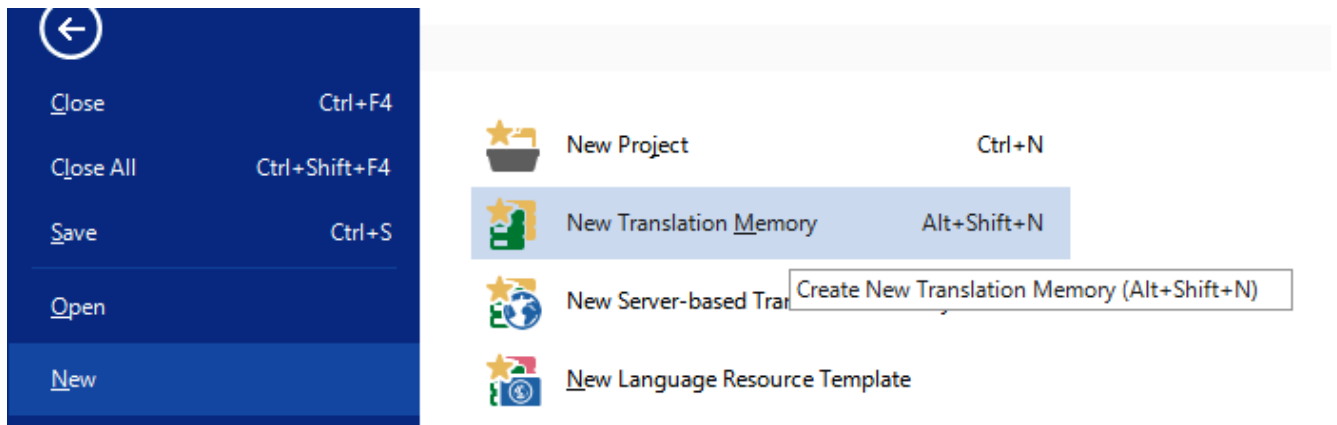 Close Ctrl+F4
Close All Ctrl+Shift+F4
Save Ctrl+S
Open
New
New Project Ctrl+N
New Translation Memory Alt+Shift+N
New Server-based
Create New Translation Memory (Alt+Shift+N)
New Language Resource Template